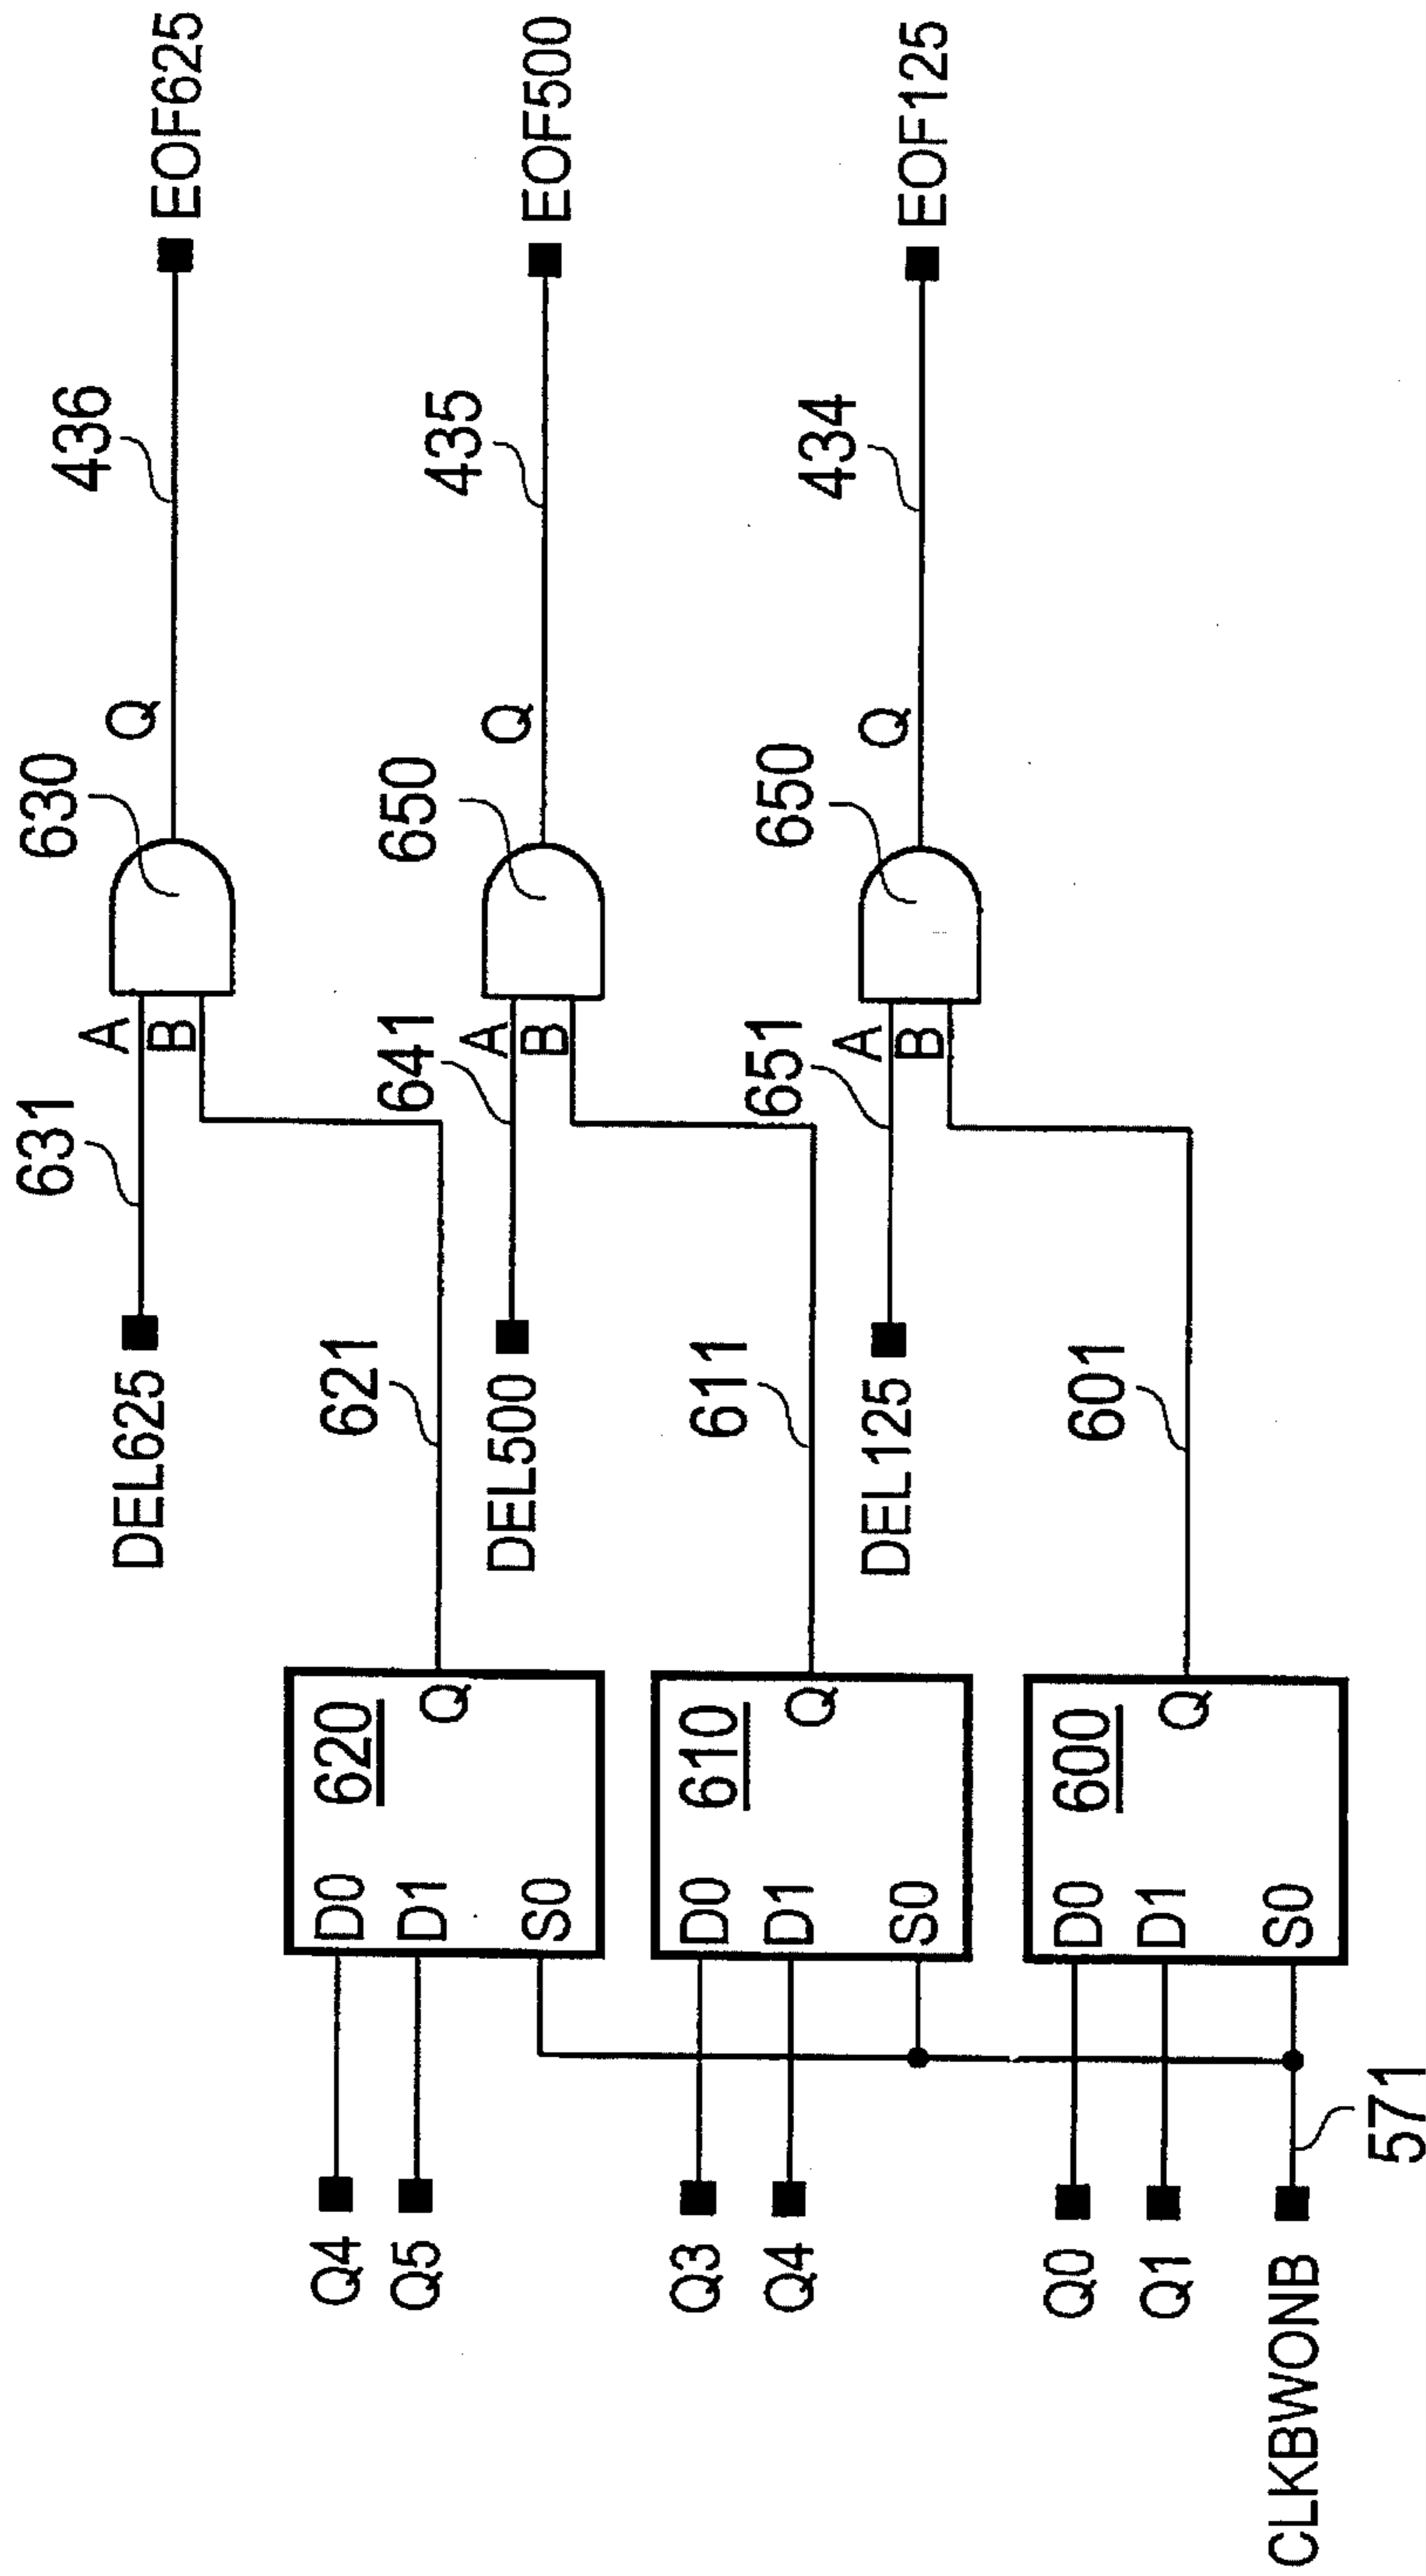 436
Q
EOF625
630
631
A
B
DEL625
621
620
D0
D1
S0
Q
Q4
Q5
435
Q
EOF500
650
641
A
B
DEL500
611
610
D0
D1
S0
Q
Q3
Q4
434
Q
EOF125
650
651
A
B
DEL125
601
600
D0
D1
S0
Q
Q0
Q1
CLKBWONB
571